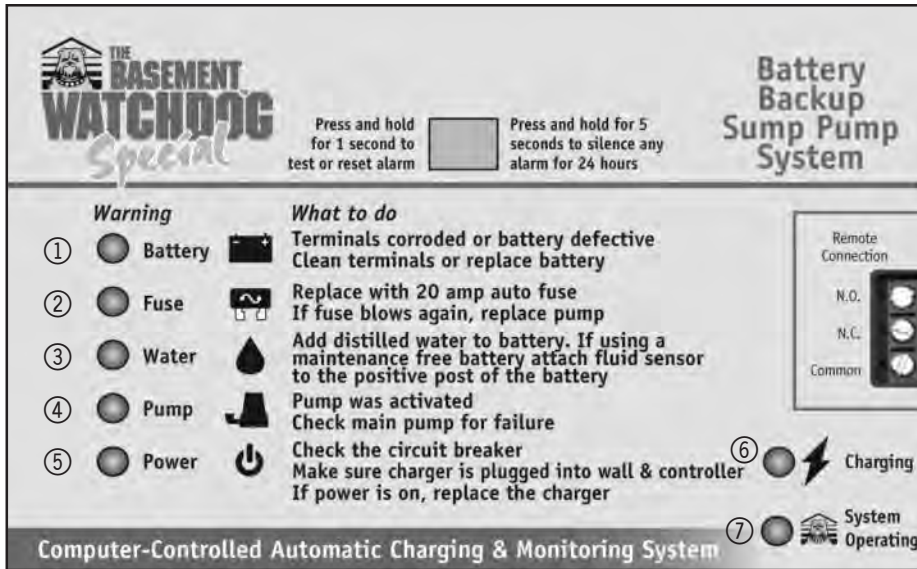 THE
BASEMENT
WATCHDOG
Special
Press and hold
for 1 second to
test or reset alarm
Press and hold for 5
seconds to silence any
alarm for 24 hours
Battery
Backup
Sump Pump
System
Warning
What to do
① Battery
Terminals corroded or battery defective
Clean terminals or replace battery
② Fuse
Replace with 20 amp auto fuse
If fuse blows again, replace pump
③ Water
Add distilled water to battery. If using a
maintenance free battery attach fluid sensor
to the positive post of the battery
④ Pump
Pump was activated
Check main pump for failure
⑤ Power
Check the circuit breaker
Make sure charger is plugged into wall & controller
If power is on, replace the charger
Remote
Connection
N.O.
N.C.
Common
⑥ Charging
⑦ System
Operating
Computer-Controlled Automatic Charging & Monitoring System